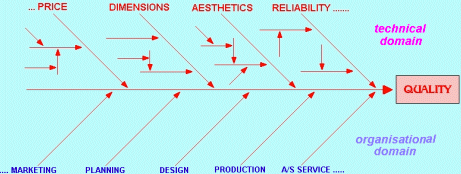 ... PRICE
DIMENSIONS
AESTHETICS
RELIABILITY .......
technical
domain
QUALITY
organisational
domain
.... MARKETING
PLANNING
DESIGN
PRODUCTION
A/S SERVICE .....